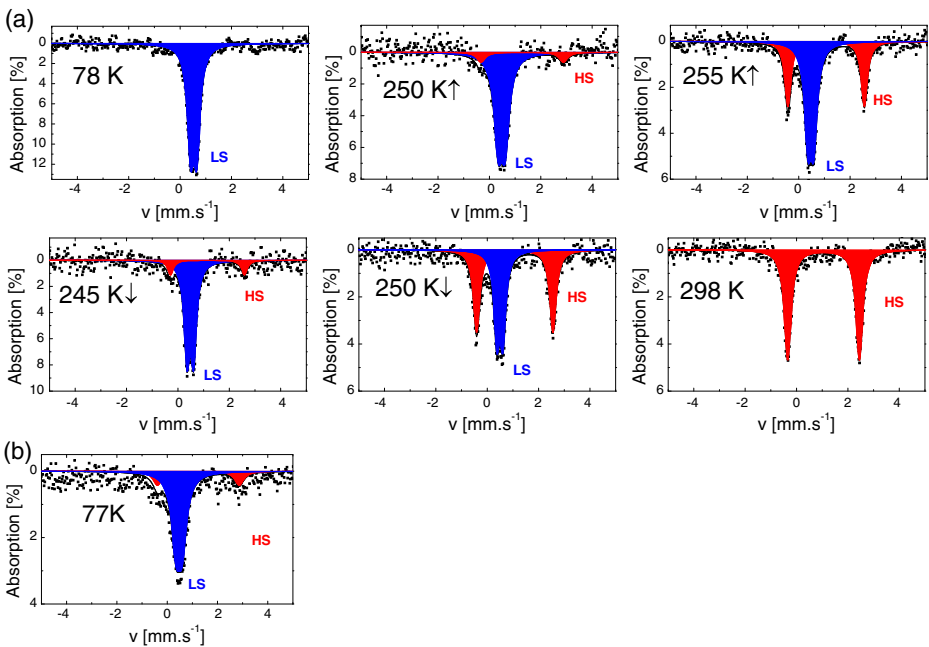 (a)
78 K
LS
0
2
4
6
8
10
12
-4 -2 0 2 4
Absorption [%]
v [mm.s⁻¹]
250 K↑
HS
LS
0
2
4
6
8
-4 -2 0 2 4
Absorption [%]
v [mm.s⁻¹]
255 K↑
HS
LS
0
2
4
6
-4 -2 0 2 4
Absorption [%]
v [mm.s⁻¹]
245 K↓
HS
LS
0
2
4
6
8
10
-4 -2 0 2 4
Absorption [%]
v [mm.s⁻¹]
250 K↓
HS
LS
0
2
4
6
-4 -2 0 2 4
Absorption [%]
v [mm.s⁻¹]
298 K
HS
0
2
4
6
-4 -2 0 2 4
Absorption [%]
v [mm.s⁻¹]
(b)
77K
HS
LS
0
2
4
-4 -2 0 2 4
Absorption [%]
v [mm.s⁻¹]